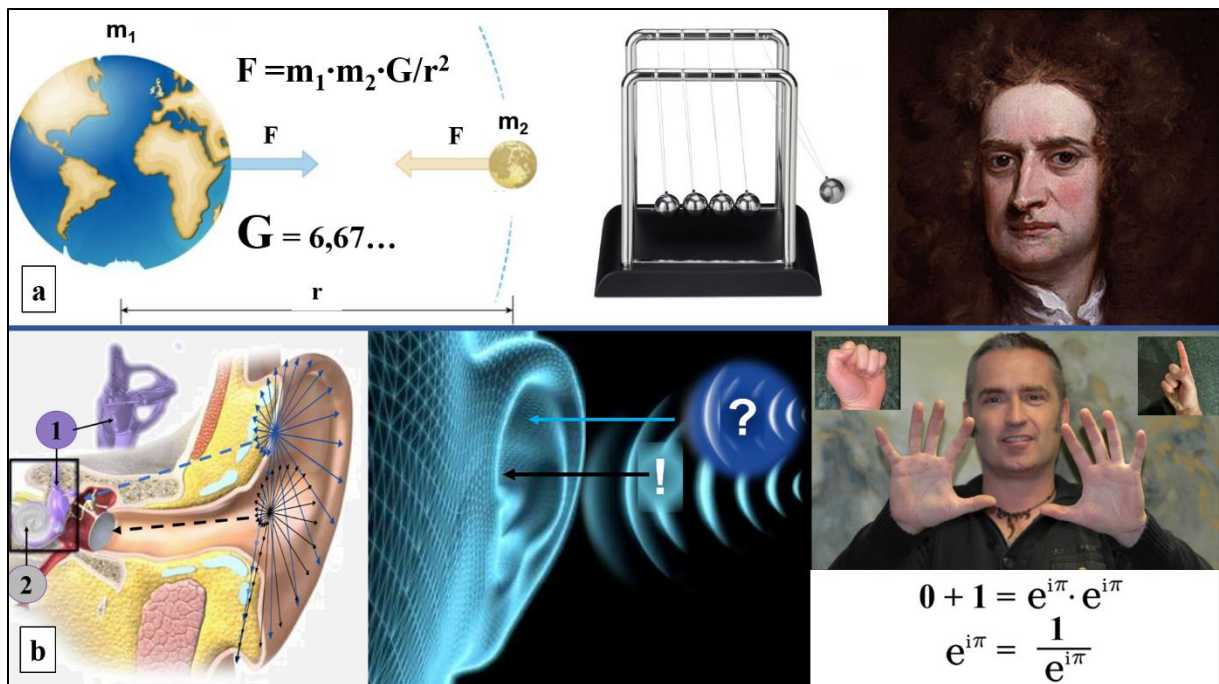 m₁
F =m₁·m₂·G/r²
F
F
m₂
G = 6,67…
r
a
1
2
b
?
!
0 + 1 = e^{iπ} · e^{iπ}
e^{iπ} = 1/e^{iπ}